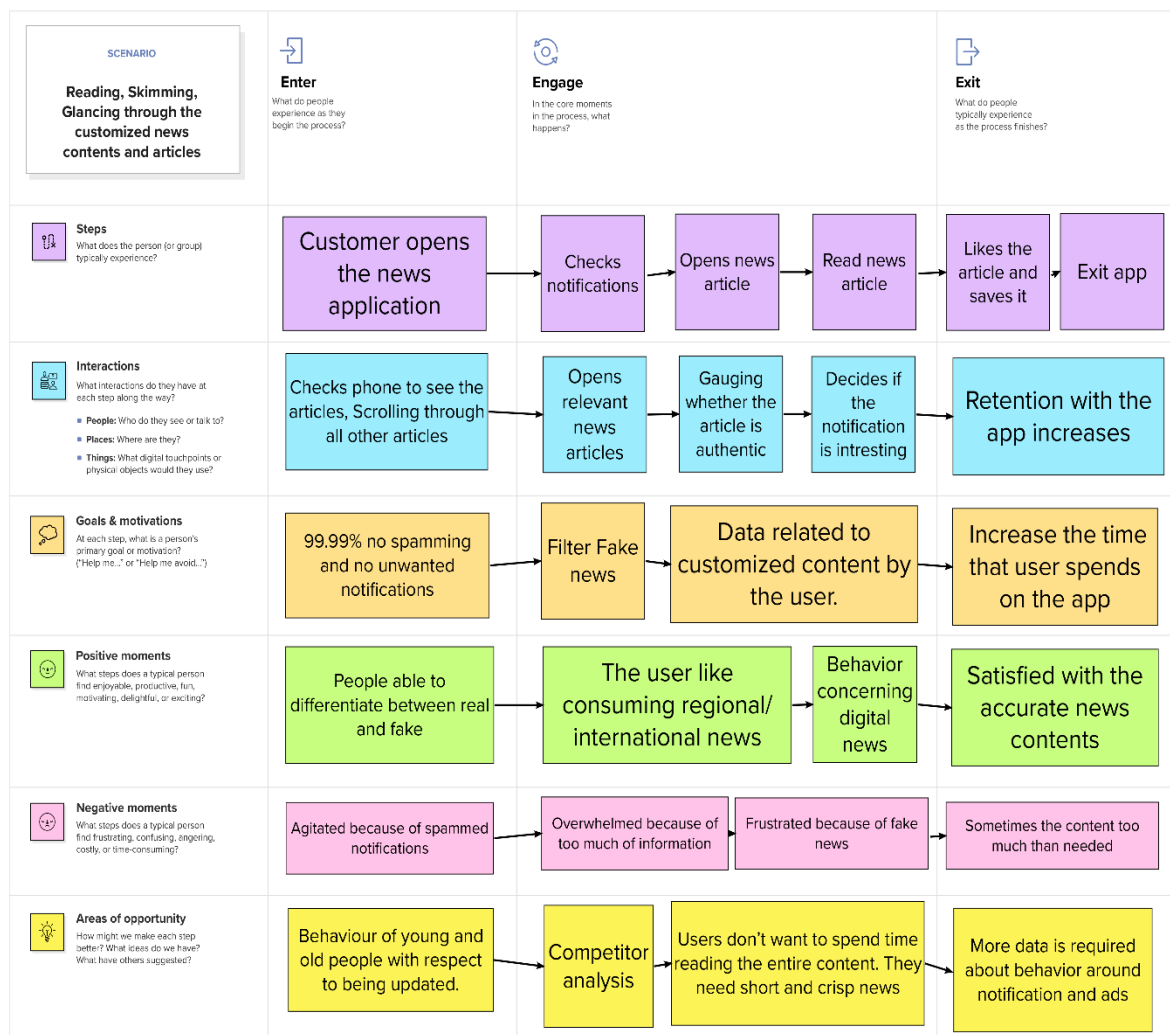 SCENARIO
Reading, Skimming,
Glancing through the
customized news
contents and articles
Enter
What do people
experience as they
begin the process?
Engage
In the core moments
in the process, what
happens?
Exit
What do people
typically experience
as the process finishes?
Steps
What does the person (or group)
typically experience?
Customer opens
the news
application
Checks
notifications
Opens news
article
Read news
article
Likes the
article and
saves it
Exit app
Interactions
What interactions do they have at
each step along the way?
People: Who do they see or talk to?
Places: Where are they?
Things: What digital touchpoints or
physical objects would they use?
Checks phone to see the
articles, Scrolling through
all other articles
Opens
relevant
news
articles
Gauging
whether the
article is
authentic
Decides if
the
notification
is intresting
Retention with the
app increases
Goals & motivations
At each step, what is a person's
primary goal or motivation?
("Help me..." or "Help me avoid...")
99.99% no spamming
and no unwanted
notifications
Filter Fake
news
Data related to
customized content by
the user.
Increase the time
that user spends
on the app
Positive moments
What steps does a typical person
find enjoyable, productive, fun,
motivating, delightful, or exciting?
People able to
differentiate between real
and fake
The user like
consuming regional/
international news
Behavior
concerning
digital
news
Satisfied with the
accurate news
contents
Negative moments
What steps does a typical person
find frustrating, confusing, angering,
costly, or time-consuming?
Agitated because of spammed
notifications
Overwhelmed because of
too much of information
Frustrated because of fake
news
Sometimes the content too
much than needed
Areas of opportunity
How might we make each step
better? What ideas do we have?
What have others suggested?
Behaviour of young and
old people with respect
to being updated.
Competitor
analysis
Users don't want to spend time
reading the entire content. They
need short and crisp news
More data is required
about behavior around
notification and ads